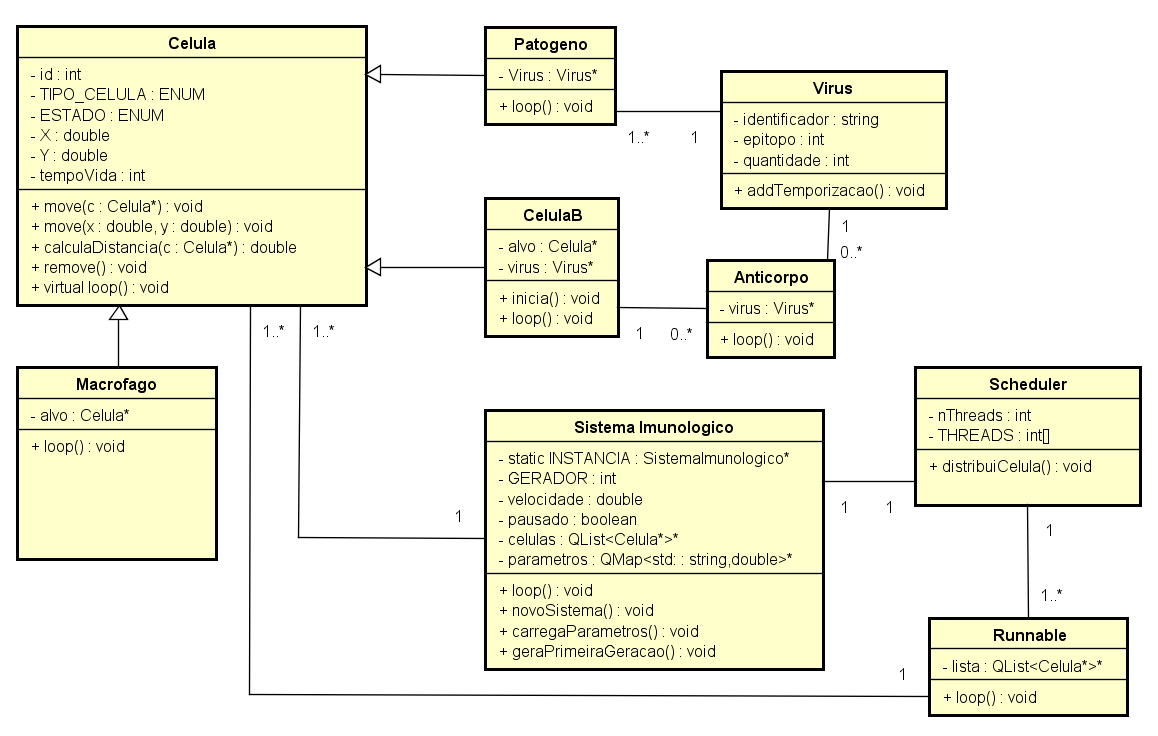 Celula
- id : int
- TIPO_CELULA : ENUM
- ESTADO : ENUM
- X : double
- Y : double
- tempoVida : int
+ move(c : Celula*) : void
+ move(x : double, y : double) : void
+ calculaDistancia(c : Celula*) : double
+ remove() : void
+ virtual loop() : void
Patogeno
- Virus : Virus*
+ loop() : void
1..*
1
Virus
- identificador : string
- epitopo : int
- quantidade : int
+ addTemporizacao() : void
1
0..*
CelulaB
- alvo : Celula*
- virus : Virus*
+ inicia() : void
+ loop() : void
1
0..*
Anticorpo
- virus : Virus*
+ loop() : void
1..*
1..*
Macrofago
- alvo : Celula*
+ loop() : void
1
Sistema Imunologico
- static INSTANCIA : SistemaImunologico*
- GERADOR : int
- velocidade : double
- pausado : boolean
- celulas : QList<Celula*>*
- parametros : QMap<std: : string,double>*
+ loop() : void
+ novoSistema() : void
+ carregaParametros() : void
+ geraPrimeiraGeracao() : void
1
1
Scheduler
- nThreads : int
- THREADS : int[]
+ distribuiCelula() : void
1
1..*
Runnable
- lista : QList<Celula*>*
+ loop() : void
1